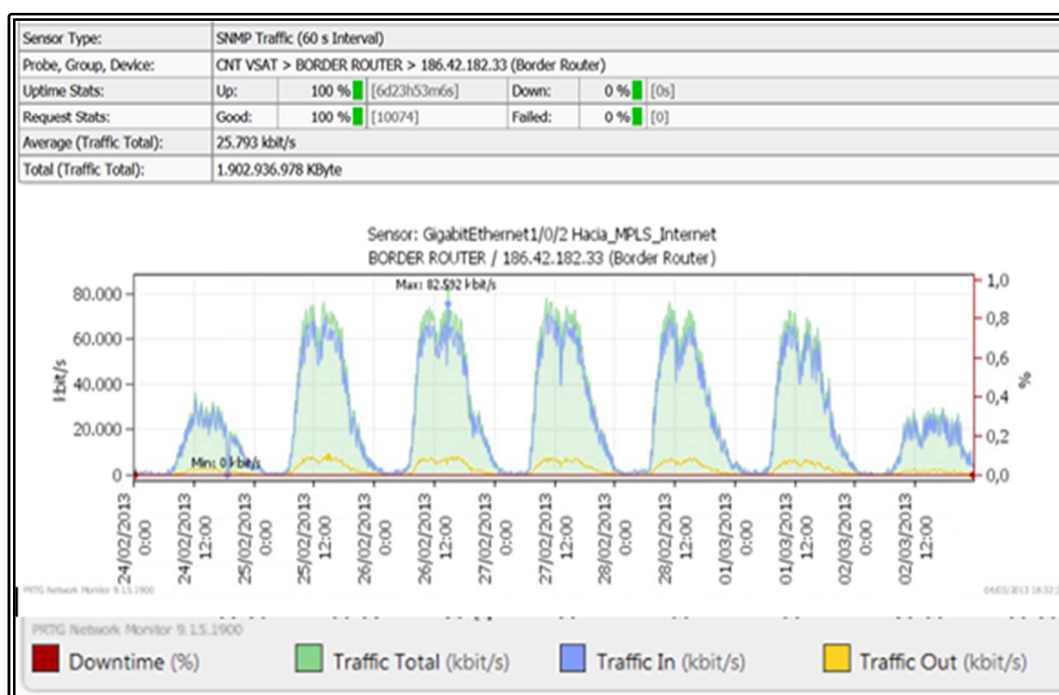 Sensor Type: SNMP Traffic (60 s Interval)
Probe, Group, Device: CNT VSAT > BORDER ROUTER > 186.42.182.33 (Border Router)
Uptime Stats: Up: 100 % [6d23h53m6s] Down: 0 % [0s]
Request Stats: Good: 100 % [10074] Failed: 0 % [0]
Average (Traffic Total): 25.793 kbit/s
Total (Traffic Total): 1.902.936.978 KByte
Sensor: GigabitEthernet1/0/2 Hacia_MPLS_Internet
BORDER ROUTER / 186.42.182.33 (Border Router)
Max: 82.592 kbit/s
80.000
60.000
40.000
20.000
0
kbit/s
Min: 0 kbit/s
1,0
0,8
0,6
0,4
0,2
0,0
%
24/02/2013 0:00
24/02/2013 12:00
25/02/2013 0:00
25/02/2013 12:00
26/02/2013 0:00
26/02/2013 12:00
27/02/2013 0:00
27/02/2013 12:00
28/02/2013 0:00
28/02/2013 12:00
01/03/2013 0:00
01/03/2013 12:00
02/03/2013 0:00
02/03/2013 12:00
PRTG Network Monitor 9.1.5.1900
04/03/2013
PRTG Network Monitor 9.1.5.1900
Downtime (%) Traffic Total (kbit/s) Traffic In (kbit/s) Traffic Out (kbit/s)